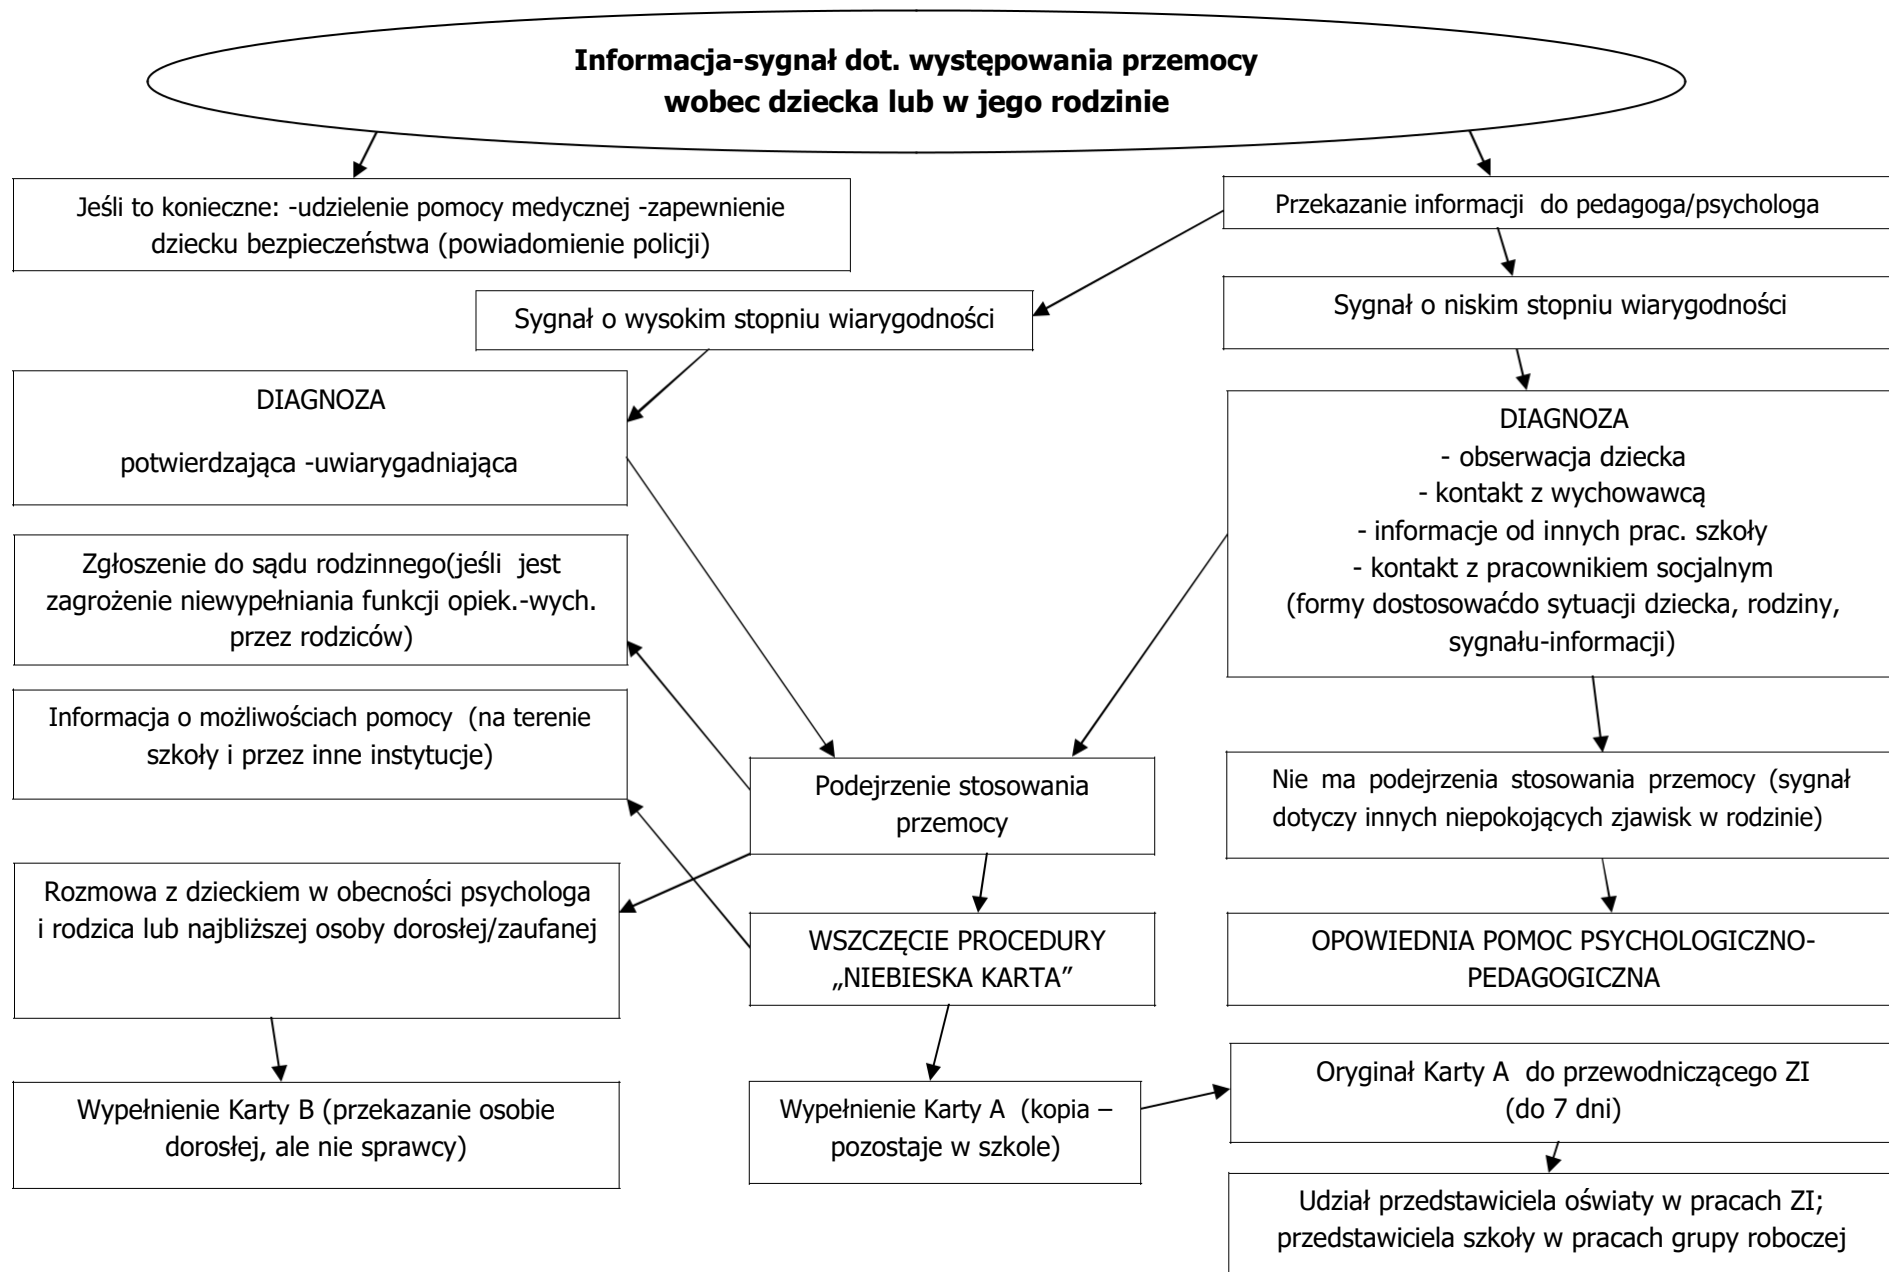 Informacja-sygnał dot. występowania przemocy
wobec dziecka lub w jego rodzinie
Jeśli to konieczne: -udzielenie pomocy medycznej -zapewnienie
dziecku bezpieczeństwa (powiadomienie policji)
Przekazanie informacji do pedagoga/psychologa
Sygnał o wysokim stopniu wiarygodności
Sygnał o niskim stopniu wiarygodności
DIAGNOZA
potwierdzająca -uwiarygadniająca
DIAGNOZA
- obserwacja dziecka
- kontakt z wychowawcą
- informacje od innych prac. szkoły
- kontakt z pracownikiem socjalnym
(formy dostosowaćdo sytuacji dziecka, rodziny,
sygnału-informacji)
Zgłoszenie do sądu rodzinnego(jeśli jest
zagrożenie niewypełniania funkcji opiek.-wych.
przez rodziców)
Informacja o możliwościach pomocy (na terenie
szkoły i przez inne instytucje)
Podejrzenie stosowania
przemocy
Nie ma podejrzenia stosowania przemocy (sygnał
dotyczy innych niepokojących zjawisk w rodzinie)
Rozmowa z dzieckiem w obecności psychologa
i rodzica lub najbliższej osoby dorosłej/zaufanej
WSZCZĘCIE PROCEDURY
„NIEBIESKA KARTA”
OPOWIEDNIA POMOC PSYCHOLOGICZNO-
PEDAGOGICZNA
Wypełnienie Karty B (przekazanie osobie
dorosłej, ale nie sprawcy)
Wypełnienie Karty A (kopia –
pozostaje w szkole)
Oryginał Karty A do przewodniczącego ZI
(do 7 dni)
Udział przedstawiciela oświaty w pracach ZI;
przedstawiciela szkoły w pracach grupy roboczej